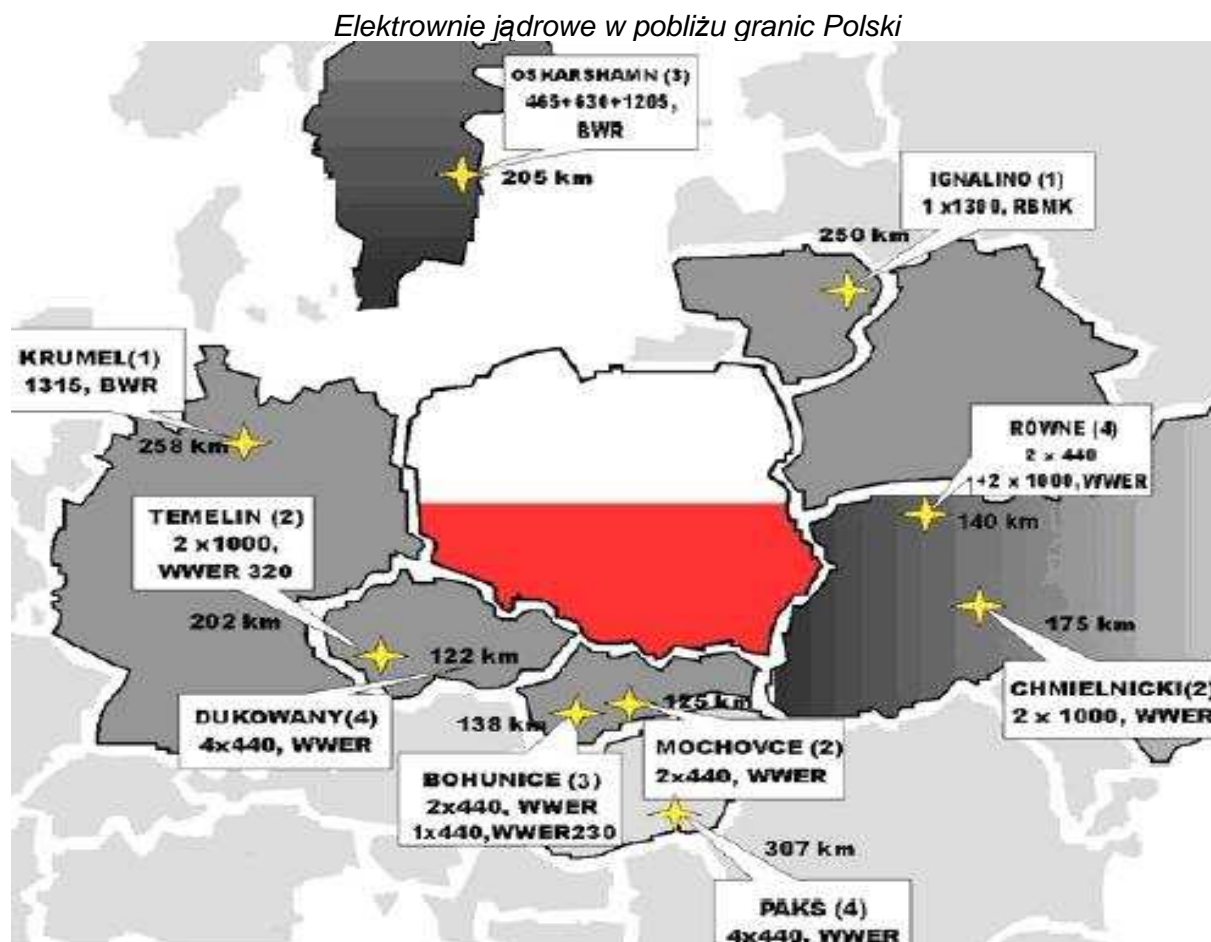 Elektrownie jądrowe w pobliżu granic Polski
OSKARSHAMN (3)
465+630+1205,
BWR
205 km
IGNALINO (1)
1 x1300, RBMK
250 km
KRUMEL(1)
1315, BWR
258 km
RÓWNE (4)
2 x 440
+2 x 1000, WWER
140 km
TEMELIN (2)
2 x1000,
WWER 320
202 km
122 km
175 km
DUKOWANY(4)
4x440, WWER
138 km
125 km
CHMIELNICKI(2)
2 x 1000, WWER
MOCHOVCE (2)
2x440, WWER
BOHUNICE (3)
2x440, WWER
1x440,WWER230
307 km
PAKS (4)
4x440, WWER